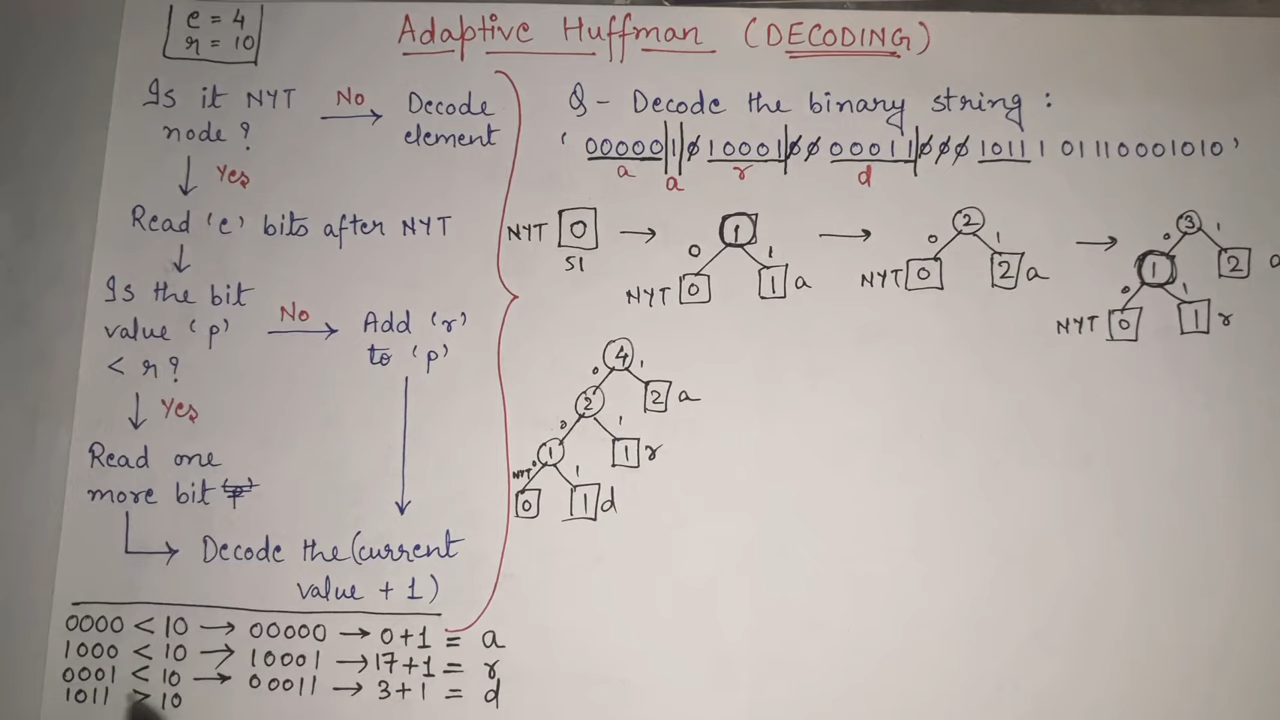 e = 4
r = 10
Adaptive Huffman (DECODING)
Is it NYT node ?
No
Decode element
Yes
Read 'e' bits after NYT
Is the bit value 'p' < r ?
No
Add 'r' to 'p'
Yes
Read one more bit
Decode the (current value + 1)
0000 < 10 → 00000 → 0+1 = a
1000 < 10 → 10001 → 17+1 = r
0001 < 10 → 00011 → 3+1 = d
1011 > 10
Q - Decode the binary string :
' 00000 1 0 10001 00 00011 000 1011 1 01110001010 '
a a r d
NYT 0
51
1
0 1
NYT 0 1 a
2
0 1
NYT 0 2 a
3
0 1
1 2 a
0 1
NYT 0 1 r
4
0 1
2 2 a
0 1
1 1 r
NYT 0 1
0 1 d